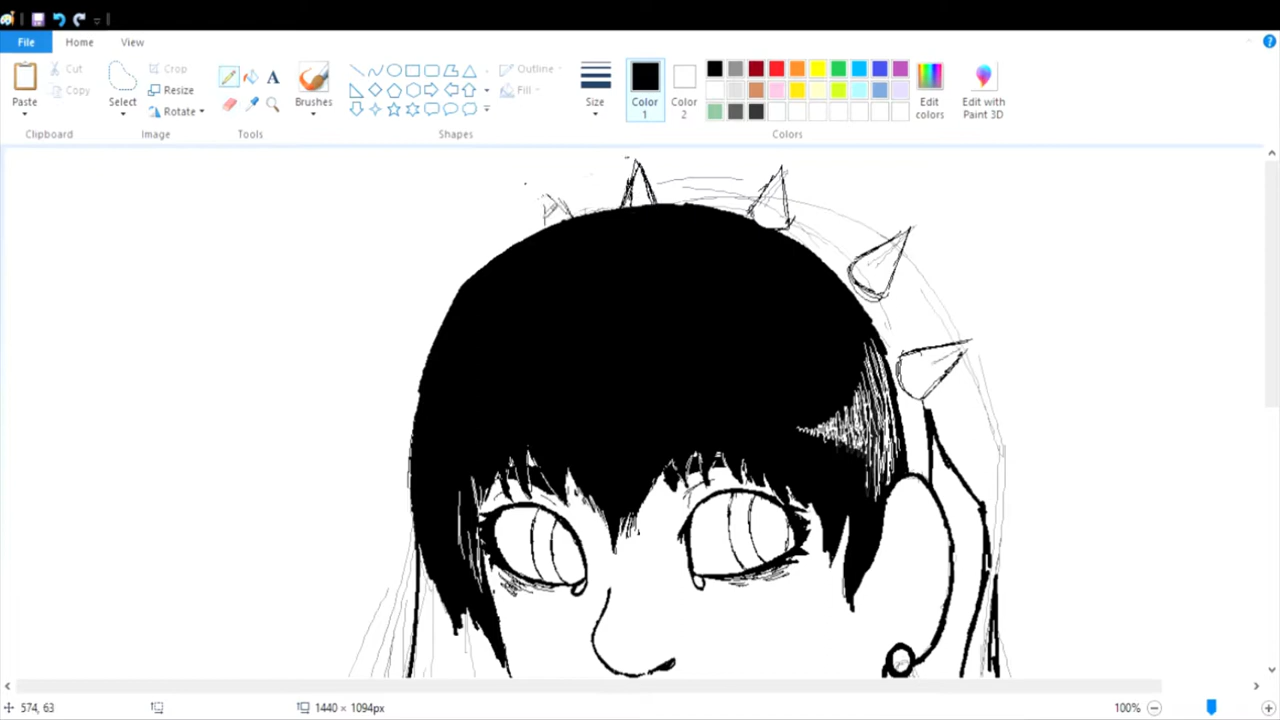 File Home View
Paste Cut Copy
Select Crop Resize Rotate
A
Brushes
Outline
Fill
Size
Color 1
Color 2
Edit colors
Edit with Paint 3D
Clipboard Image Tools Shapes Colors
574, 63 1440 × 1094px 100%